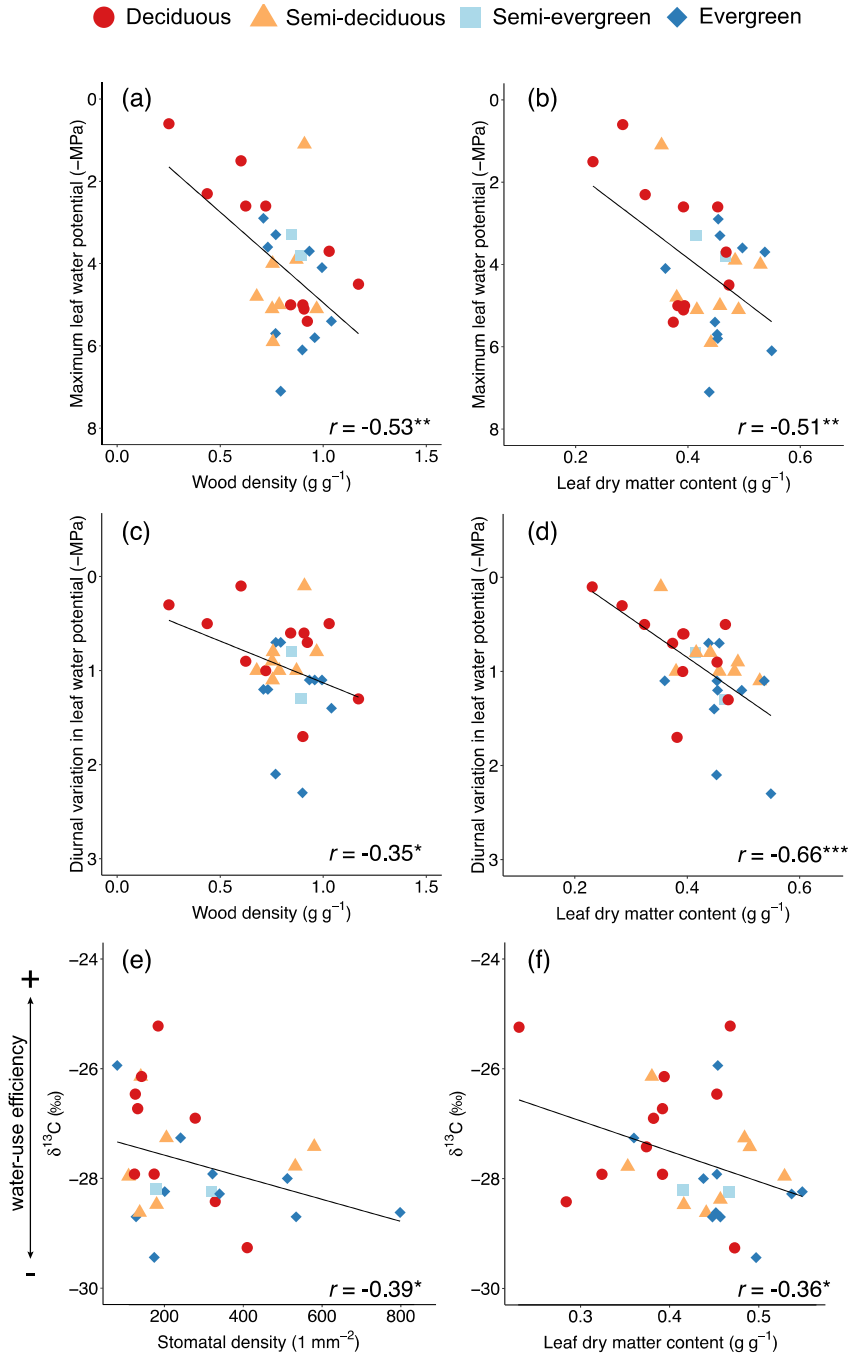 Deciduous Semi-deciduous Semi-evergreen Evergreen
(a)
Maximum leaf water potential (−MPa)
0
2
4
6
8
r = -0.53**
0.0 0.5 1.0 1.5
Wood density (g g⁻¹)
(b)
Maximum leaf water potential (−MPa)
0
2
4
6
8
r = -0.51**
0.2 0.4 0.6
Leaf dry matter content (g g⁻¹)
(c)
Diurnal variation in leaf water potential (−MPa)
0
1
2
3
r = -0.35*
0.0 0.5 1.0 1.5
Wood density (g g⁻¹)
(d)
Diurnal variation in leaf water potential (−MPa)
0
1
2
3
r = -0.66***
0.2 0.4 0.6
Leaf dry matter content (g g⁻¹)
+
water-use efficiency
-
(e)
δ¹³C (‰)
−24
−26
−28
−30
r = -0.39*
200 400 600 800
Stomatal density (1 mm⁻²)
(f)
δ¹³C (‰)
−24
−26
−28
−30
r = -0.36*
0.3 0.4 0.5
Leaf dry matter content (g g⁻¹)